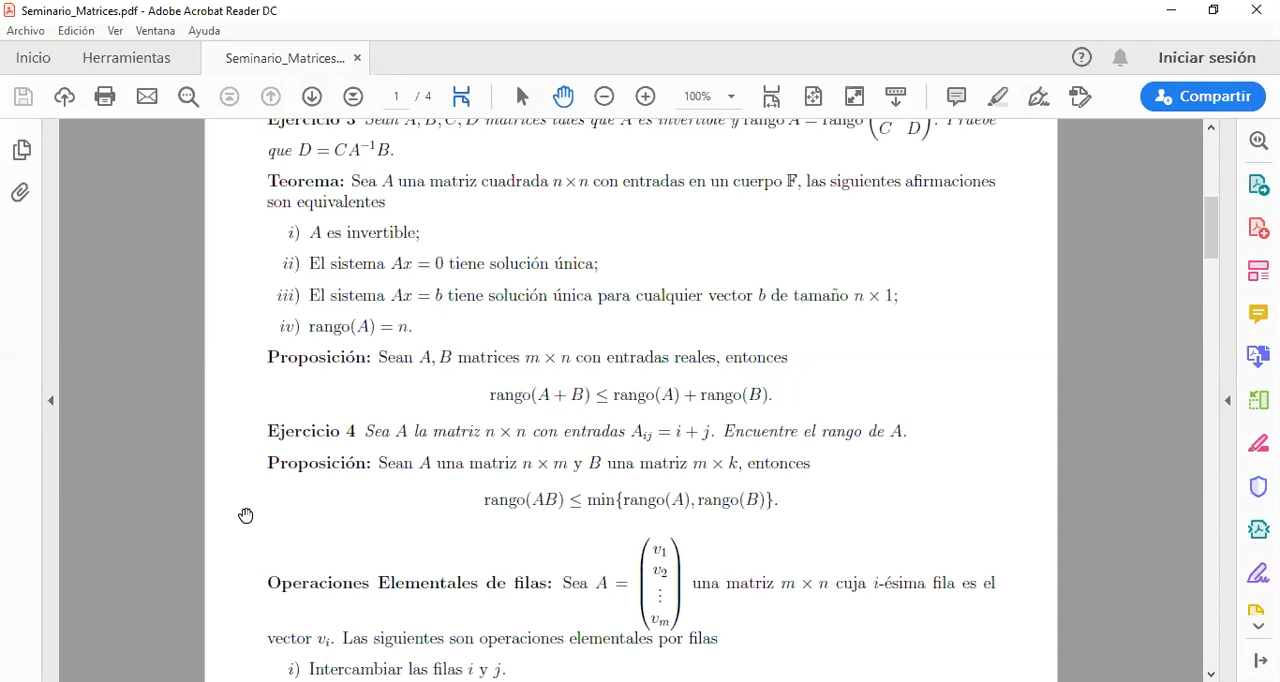 Seminario_Matrices.pdf - Adobe Acrobat Reader DC
Archivo Edición Ver Ventana Ayuda
Inicio Herramientas Seminario_Matrices... × Iniciar sesión
1 / 4 100% Compartir
Ejercicio 3 Sean A, B, C, D matrices tales que A es invertible y rango A = rango (C D). Pruebe
que D = CA⁻¹B.
Teorema: Sea A una matriz cuadrada n×n con entradas en un cuerpo 𝔽, las siguientes afirmaciones
son equivalentes
i) A es invertible;
ii) El sistema Ax = 0 tiene solución única;
iii) El sistema Ax = b tiene solución única para cualquier vector b de tamaño n × 1;
iv) rango(A) = n.
Proposición: Sean A, B matrices m × n con entradas reales, entonces
rango(A + B) ≤ rango(A) + rango(B).
Ejercicio 4 Sea A la matriz n × n con entradas Aᵢⱼ = i + j. Encuentre el rango de A.
Proposición: Sean A una matriz n × m y B una matriz m × k, entonces
rango(AB) ≤ min{rango(A), rango(B)}.
v₁
v₂
⋮
Operaciones Elementales de filas: Sea A = una matriz m × n cuja i-ésima fila es el
vₘ
vector vᵢ. Las siguientes son operaciones elementales por filas
i) Intercambiar las filas i y j.